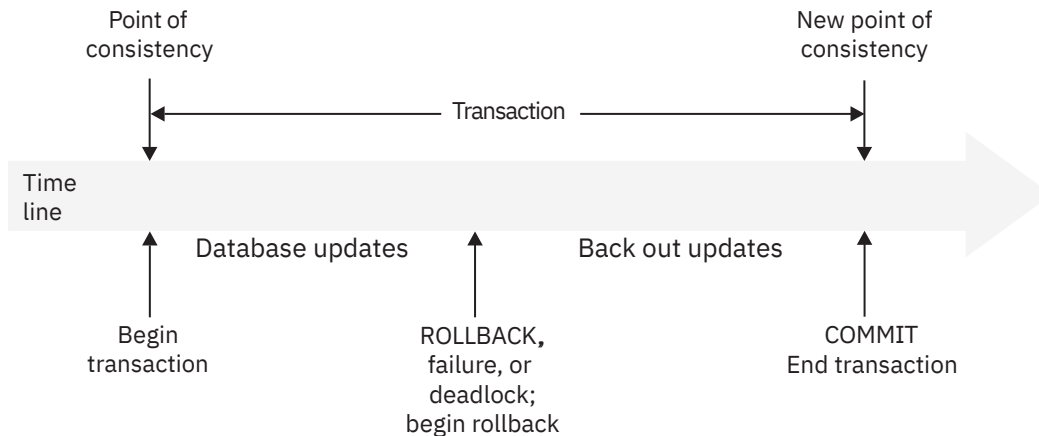 Point of
consistency
New point of
consistency
Transaction
Time
line
Database updates
Back out updates
Begin
transaction
ROLLBACK,
failure, or
deadlock;
begin rollback
COMMIT
End transaction